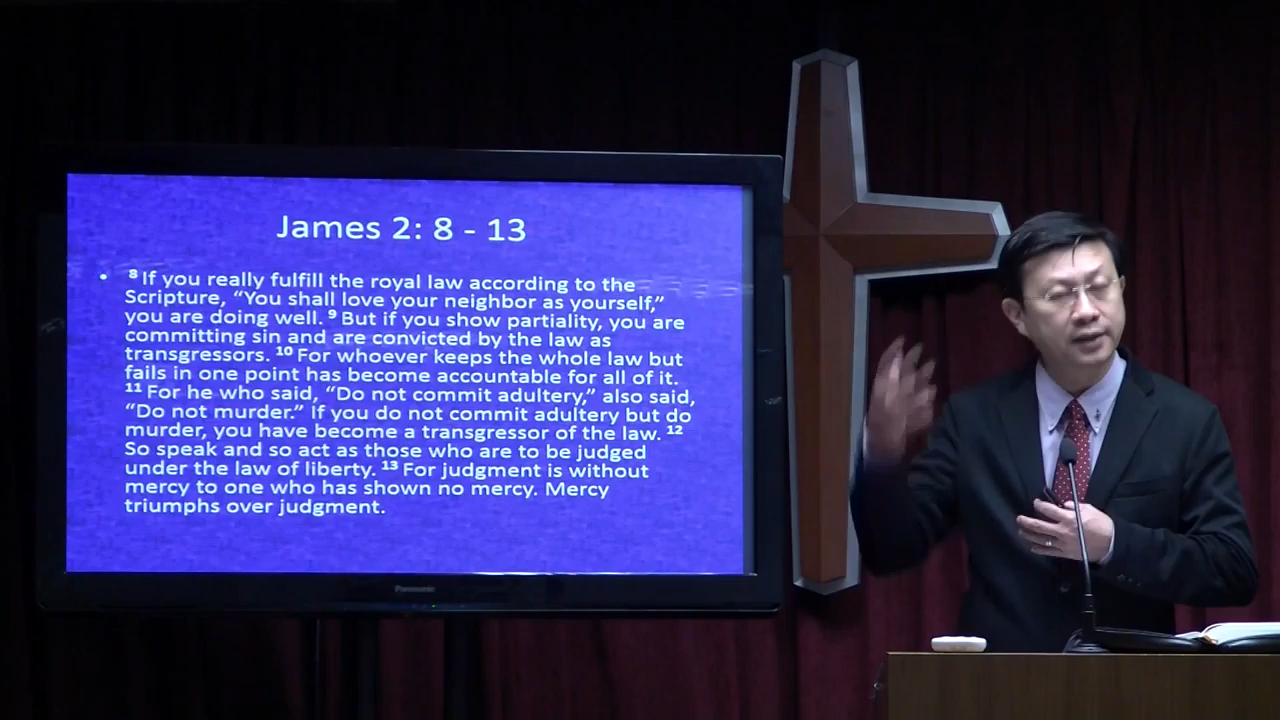 James 2: 8 - 13
• ⁸ If you really fulfill the royal law according to the
Scripture, “You shall love your neighbor as yourself,”
you are doing well. ⁹ But if you show partiality, you are
committing sin and are convicted by the law as
transgressors. ¹⁰ For whoever keeps the whole law but
fails in one point has become accountable for all of it.
¹¹ For he who said, “Do not commit adultery,” also said,
“Do not murder.” If you do not commit adultery but do
murder, you have become a transgressor of the law. ¹²
So speak and so act as those who are to be judged
under the law of liberty. ¹³ For judgment is without
mercy to one who has shown no mercy. Mercy
triumphs over judgment.
Panasonic